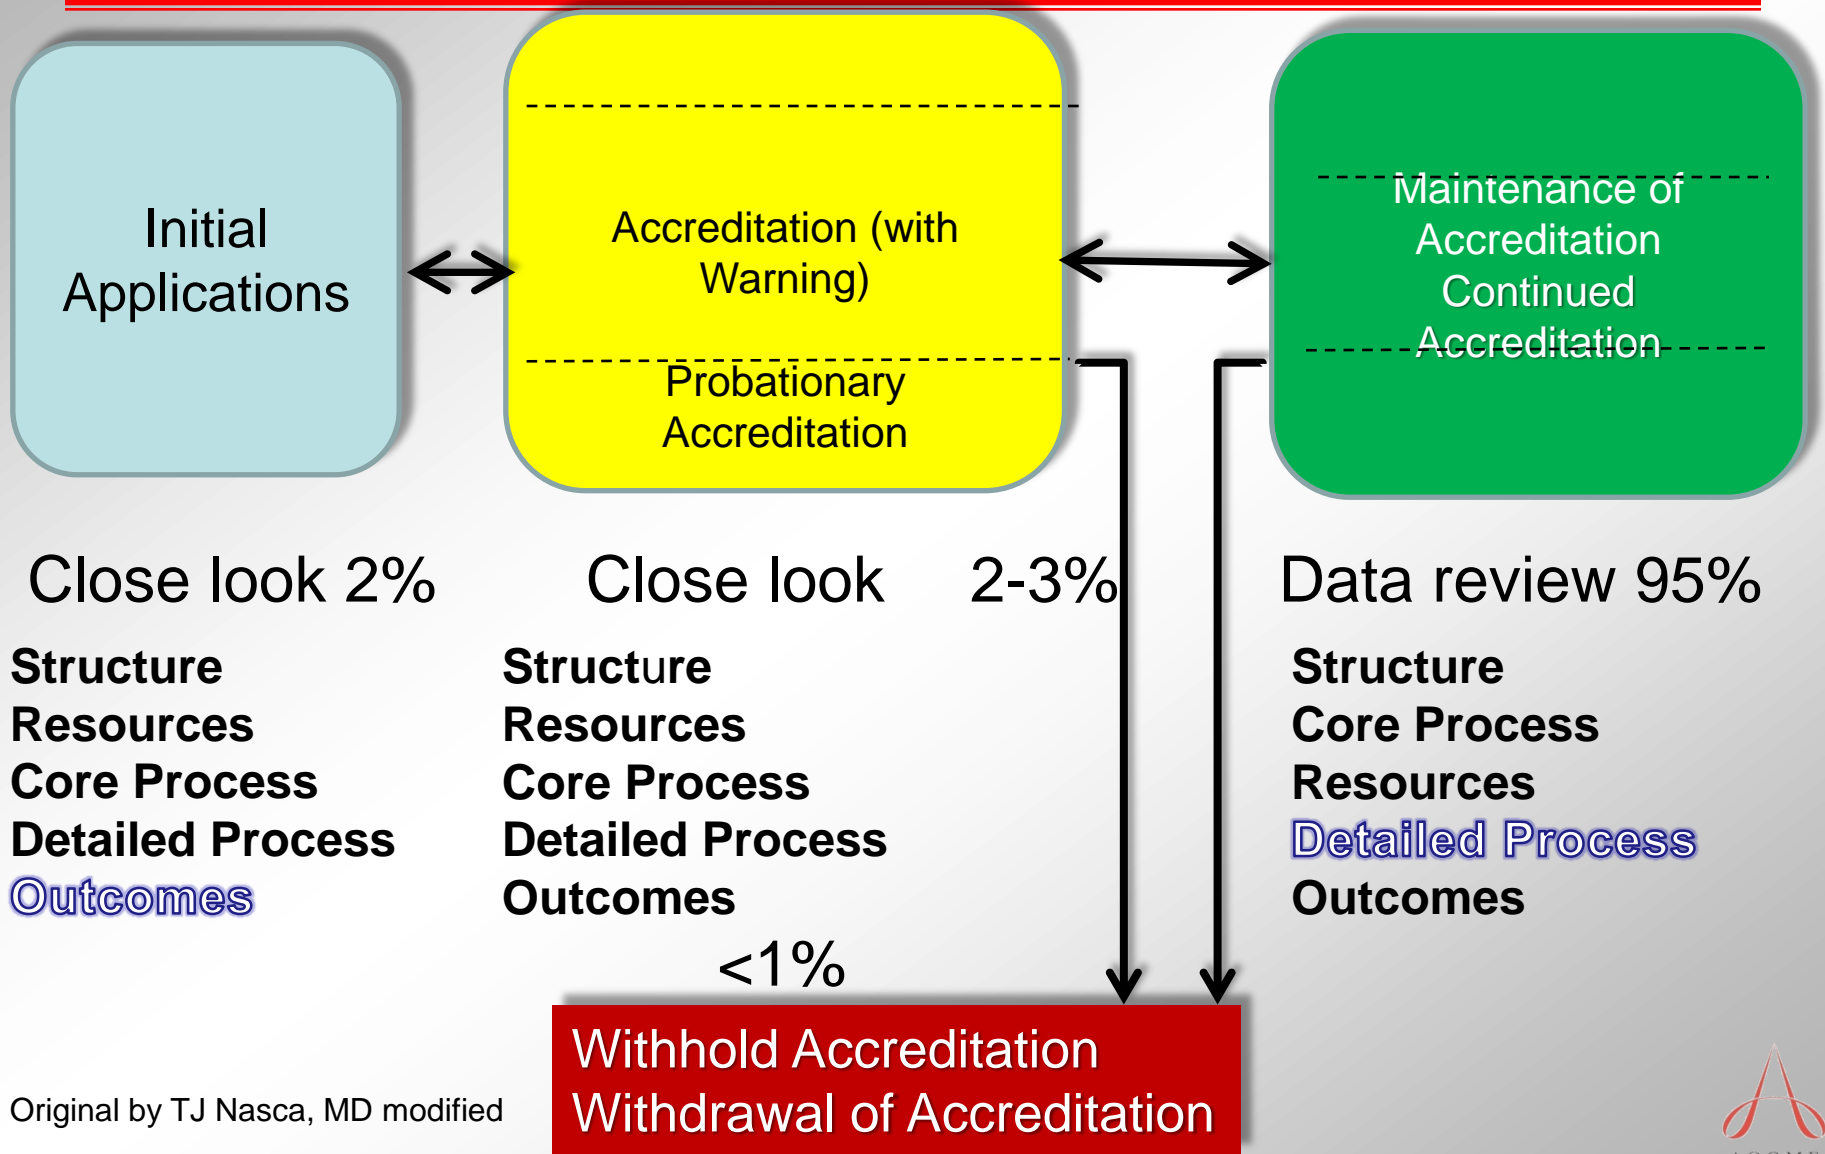 Initial
Applications
Accreditation (with
Warning)
Probationary
Accreditation
Maintenance of
Accreditation
Continued
Accreditation
Close look 2%
Structure
Resources
Core Process
Detailed Process
Outcomes
Close look 2-3%
Structure
Resources
Core Process
Detailed Process
Outcomes
<1%
Data review 95%
Structure
Core Process
Resources
Detailed Process
Outcomes
Withhold Accreditation
Withdrawal of Accreditation
Original by TJ Nasca, MD modified